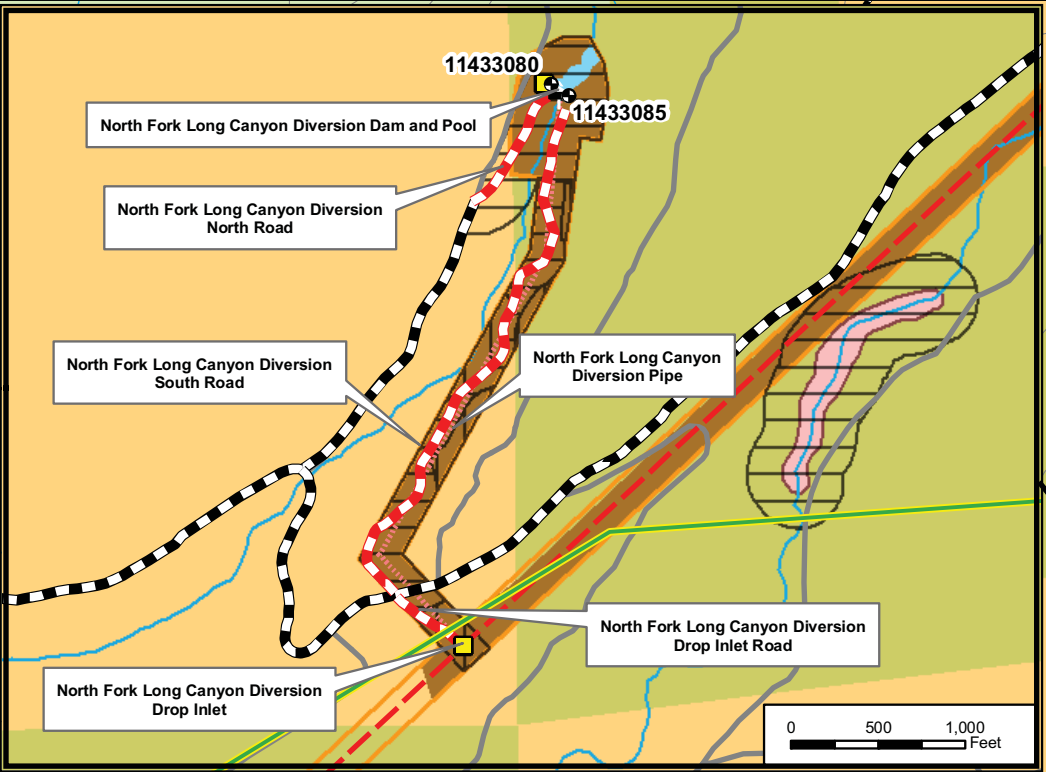 11433080
11433085
North Fork Long Canyon Diversion Dam and Pool
North Fork Long Canyon Diversion
North Road
North Fork Long Canyon Diversion
South Road
North Fork Long Canyon
Diversion Pipe
North Fork Long Canyon Diversion
Drop Inlet Road
North Fork Long Canyon Diversion
Drop Inlet
0 500 1,000
Feet